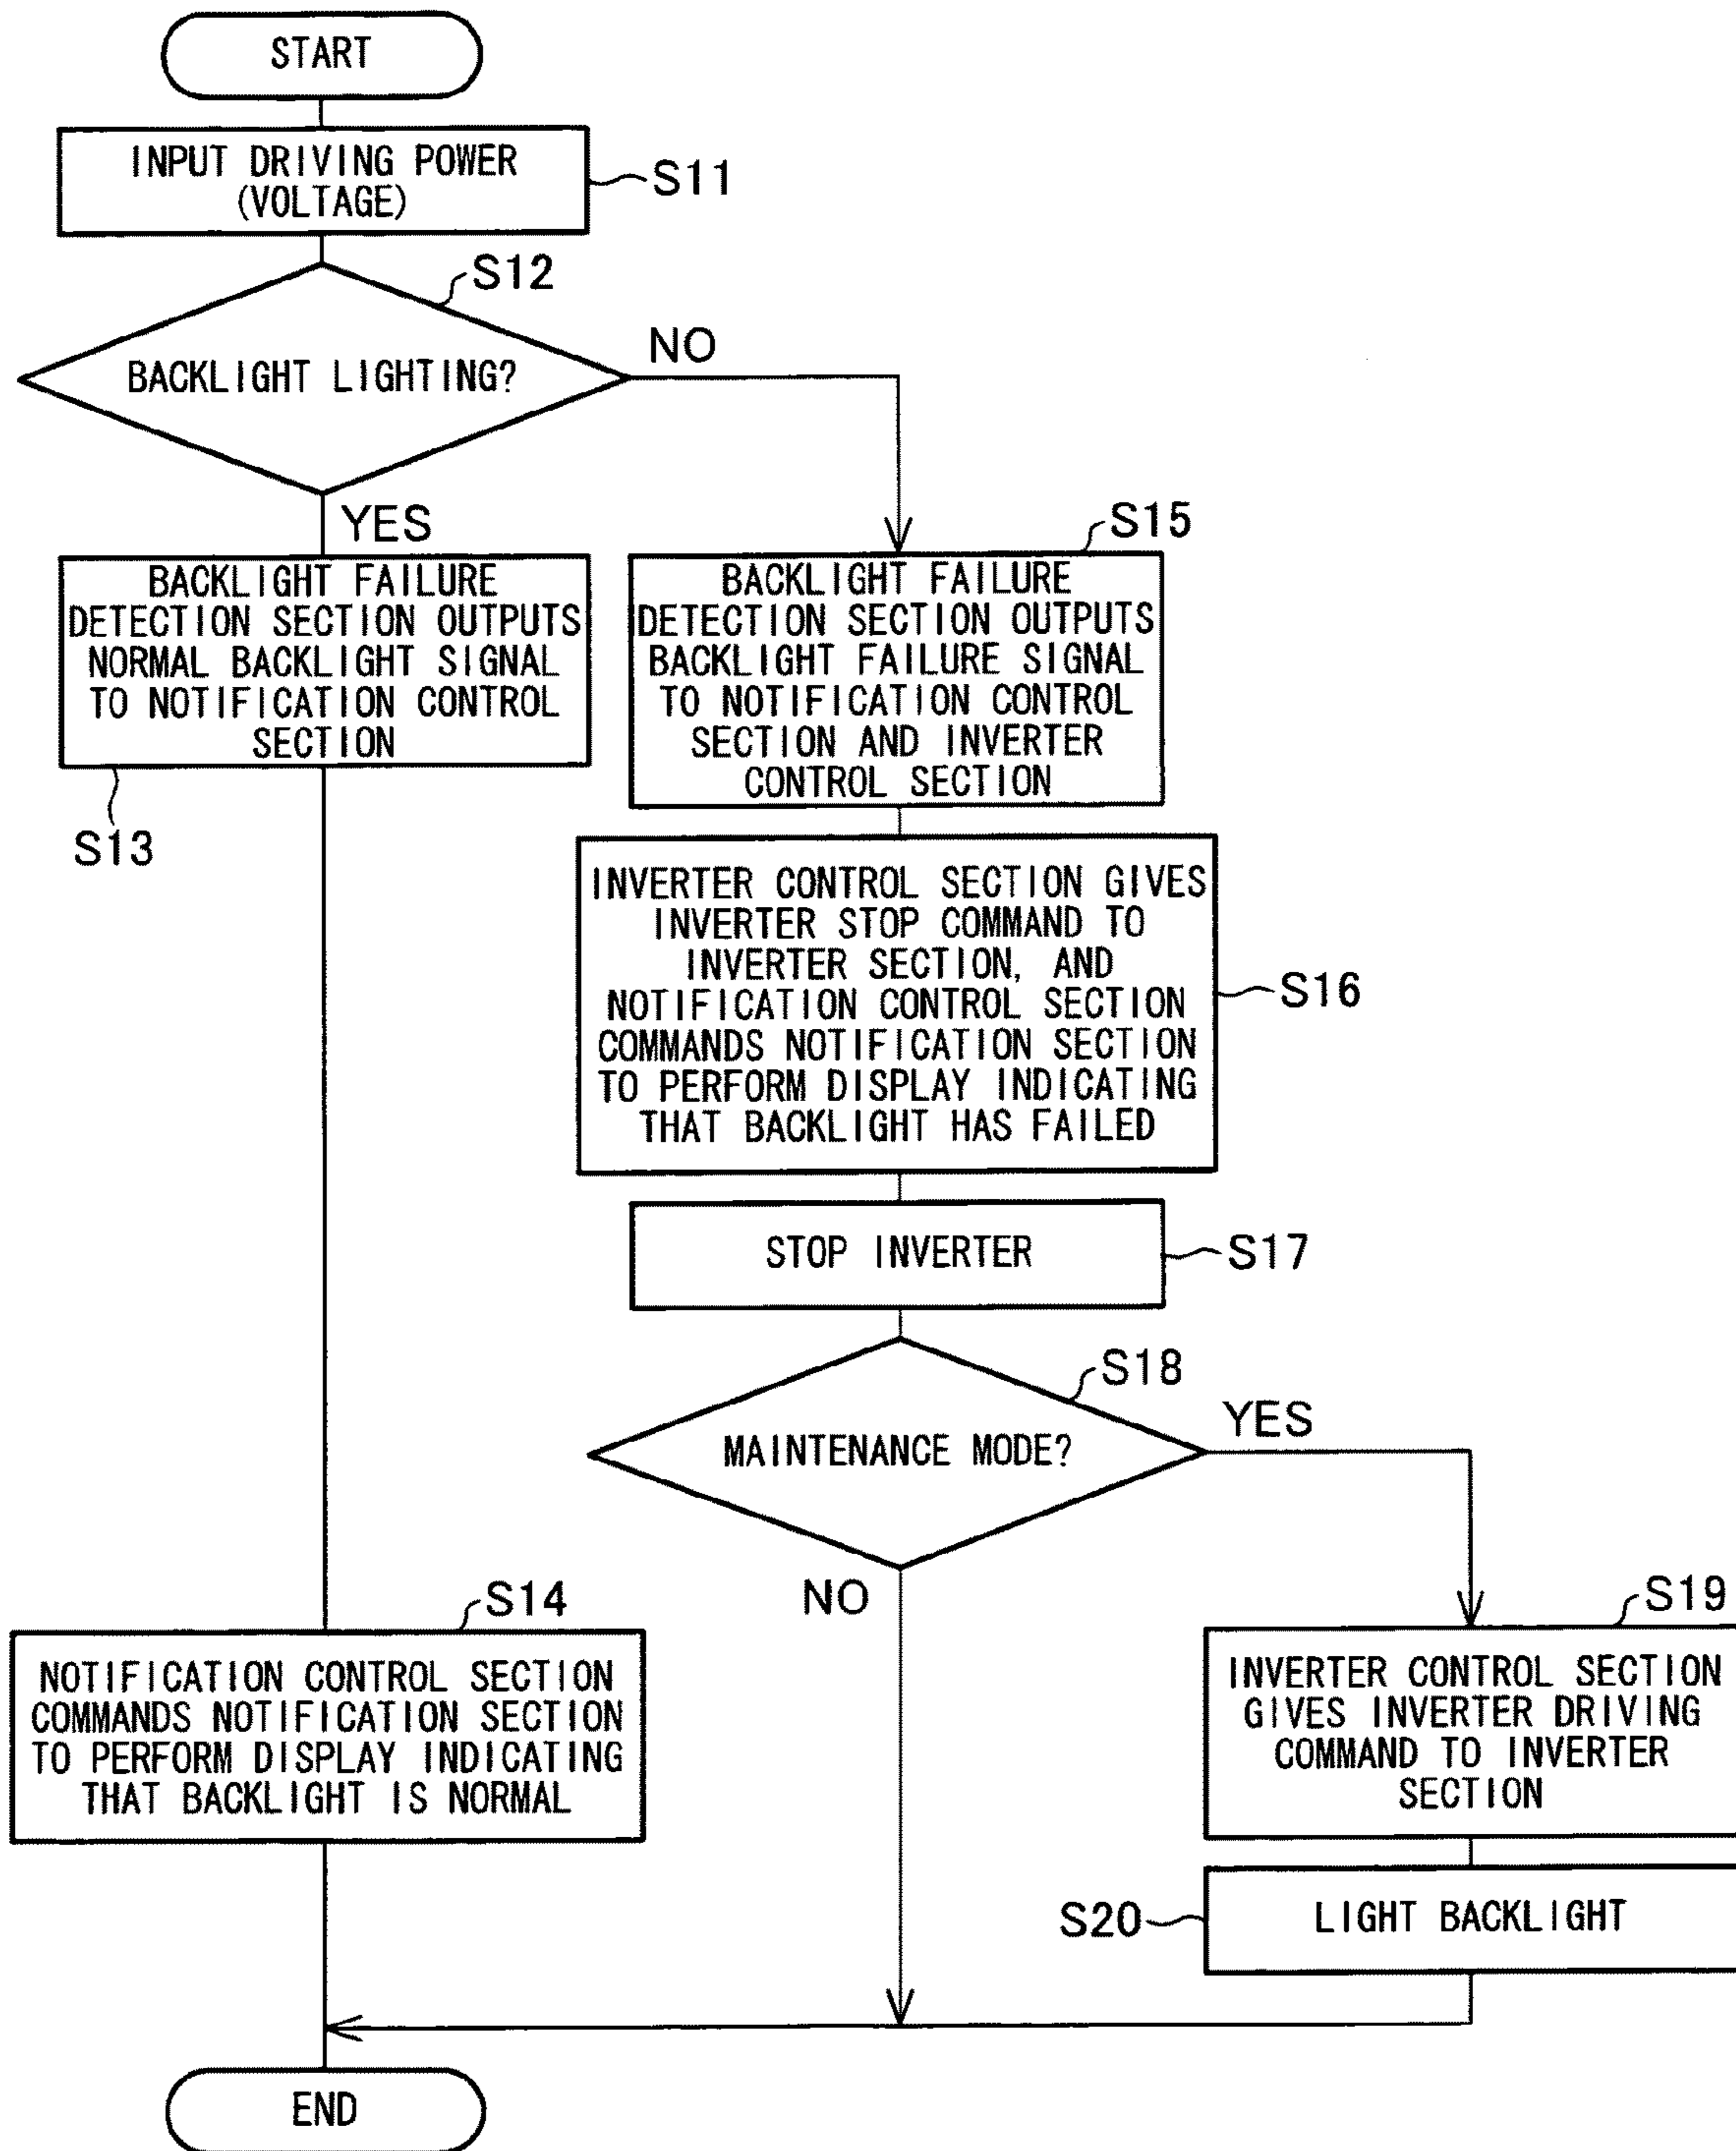 START
INPUT DRIVING POWER
(VOLTAGE)
S11
S12
BACKLIGHT LIGHTING?
NO
YES
BACKLIGHT FAILURE
DETECTION SECTION OUTPUTS
NORMAL BACKLIGHT SIGNAL
TO NOTIFICATION CONTROL
SECTION
S13
S15
BACKLIGHT FAILURE
DETECTION SECTION OUTPUTS
BACKLIGHT FAILURE SIGNAL
TO NOTIFICATION CONTROL
SECTION AND INVERTER
CONTROL SECTION
INVERTER CONTROL SECTION GIVES
INVERTER STOP COMMAND TO
INVERTER SECTION, AND
NOTIFICATION CONTROL SECTION
COMMANDS NOTIFICATION SECTION
TO PERFORM DISPLAY INDICATING
THAT BACKLIGHT HAS FAILED
S16
STOP INVERTER
S17
S18
MAINTENANCE MODE?
YES
NO
S14
NOTIFICATION CONTROL SECTION
COMMANDS NOTIFICATION SECTION
TO PERFORM DISPLAY INDICATING
THAT BACKLIGHT IS NORMAL
S19
INVERTER CONTROL SECTION
GIVES INVERTER DRIVING
COMMAND TO INVERTER
SECTION
S20
LIGHT BACKLIGHT
END